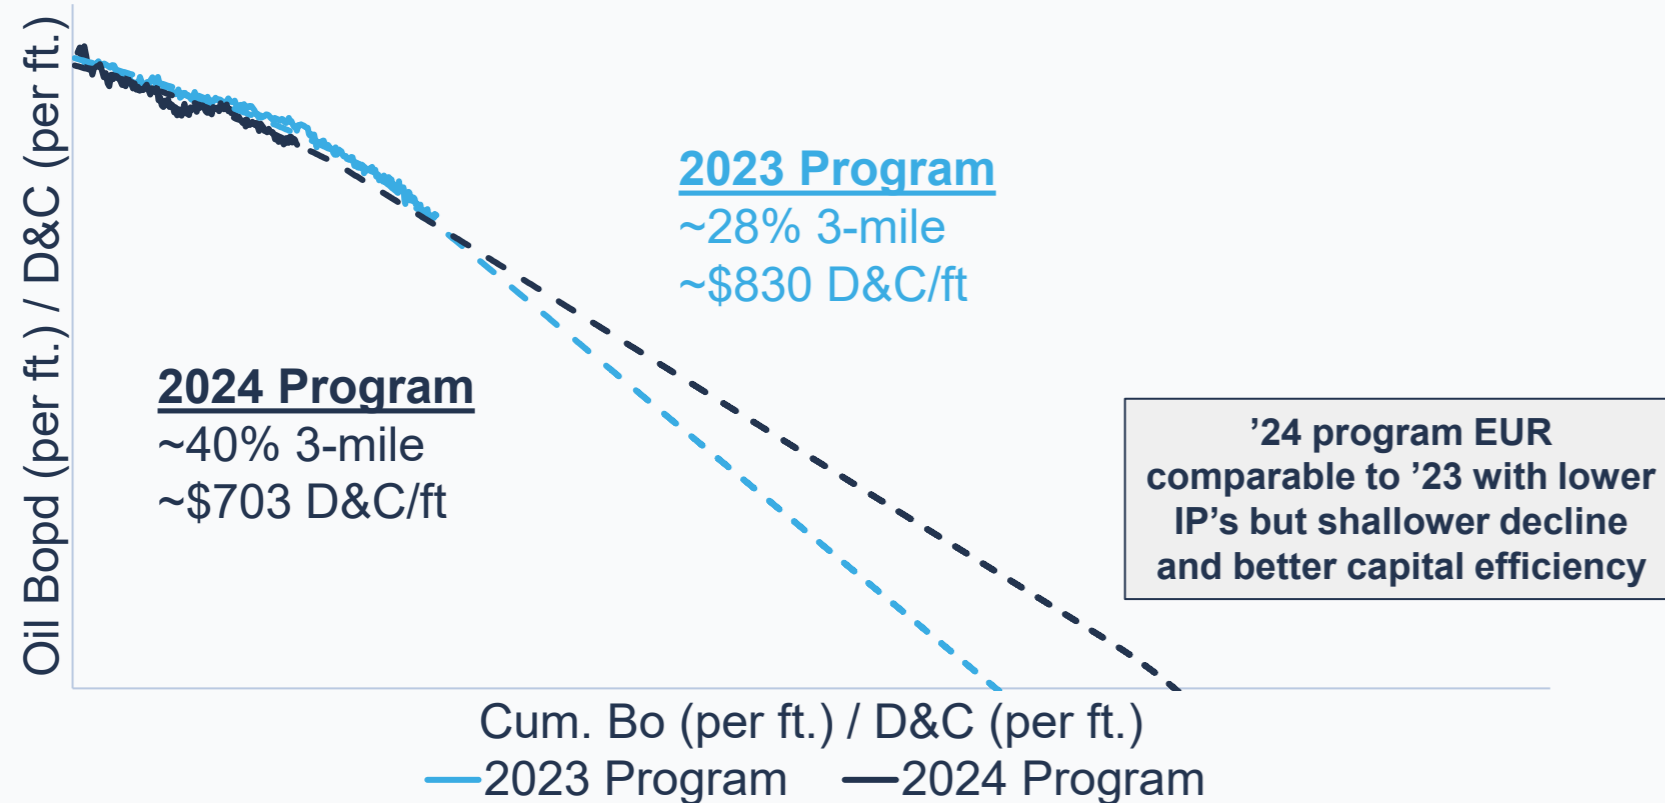 Oil Bopd (per ft.) / D&C (per ft.)
2023 Program
~28% 3-mile
~$830 D&C/ft
2024 Program
~40% 3-mile
~$703 D&C/ft
’24 program EUR
comparable to ’23 with lower
IP’s but shallower decline
and better capital efficiency
Cum. Bo (per ft.) / D&C (per ft.)
2023 Program
2024 Program